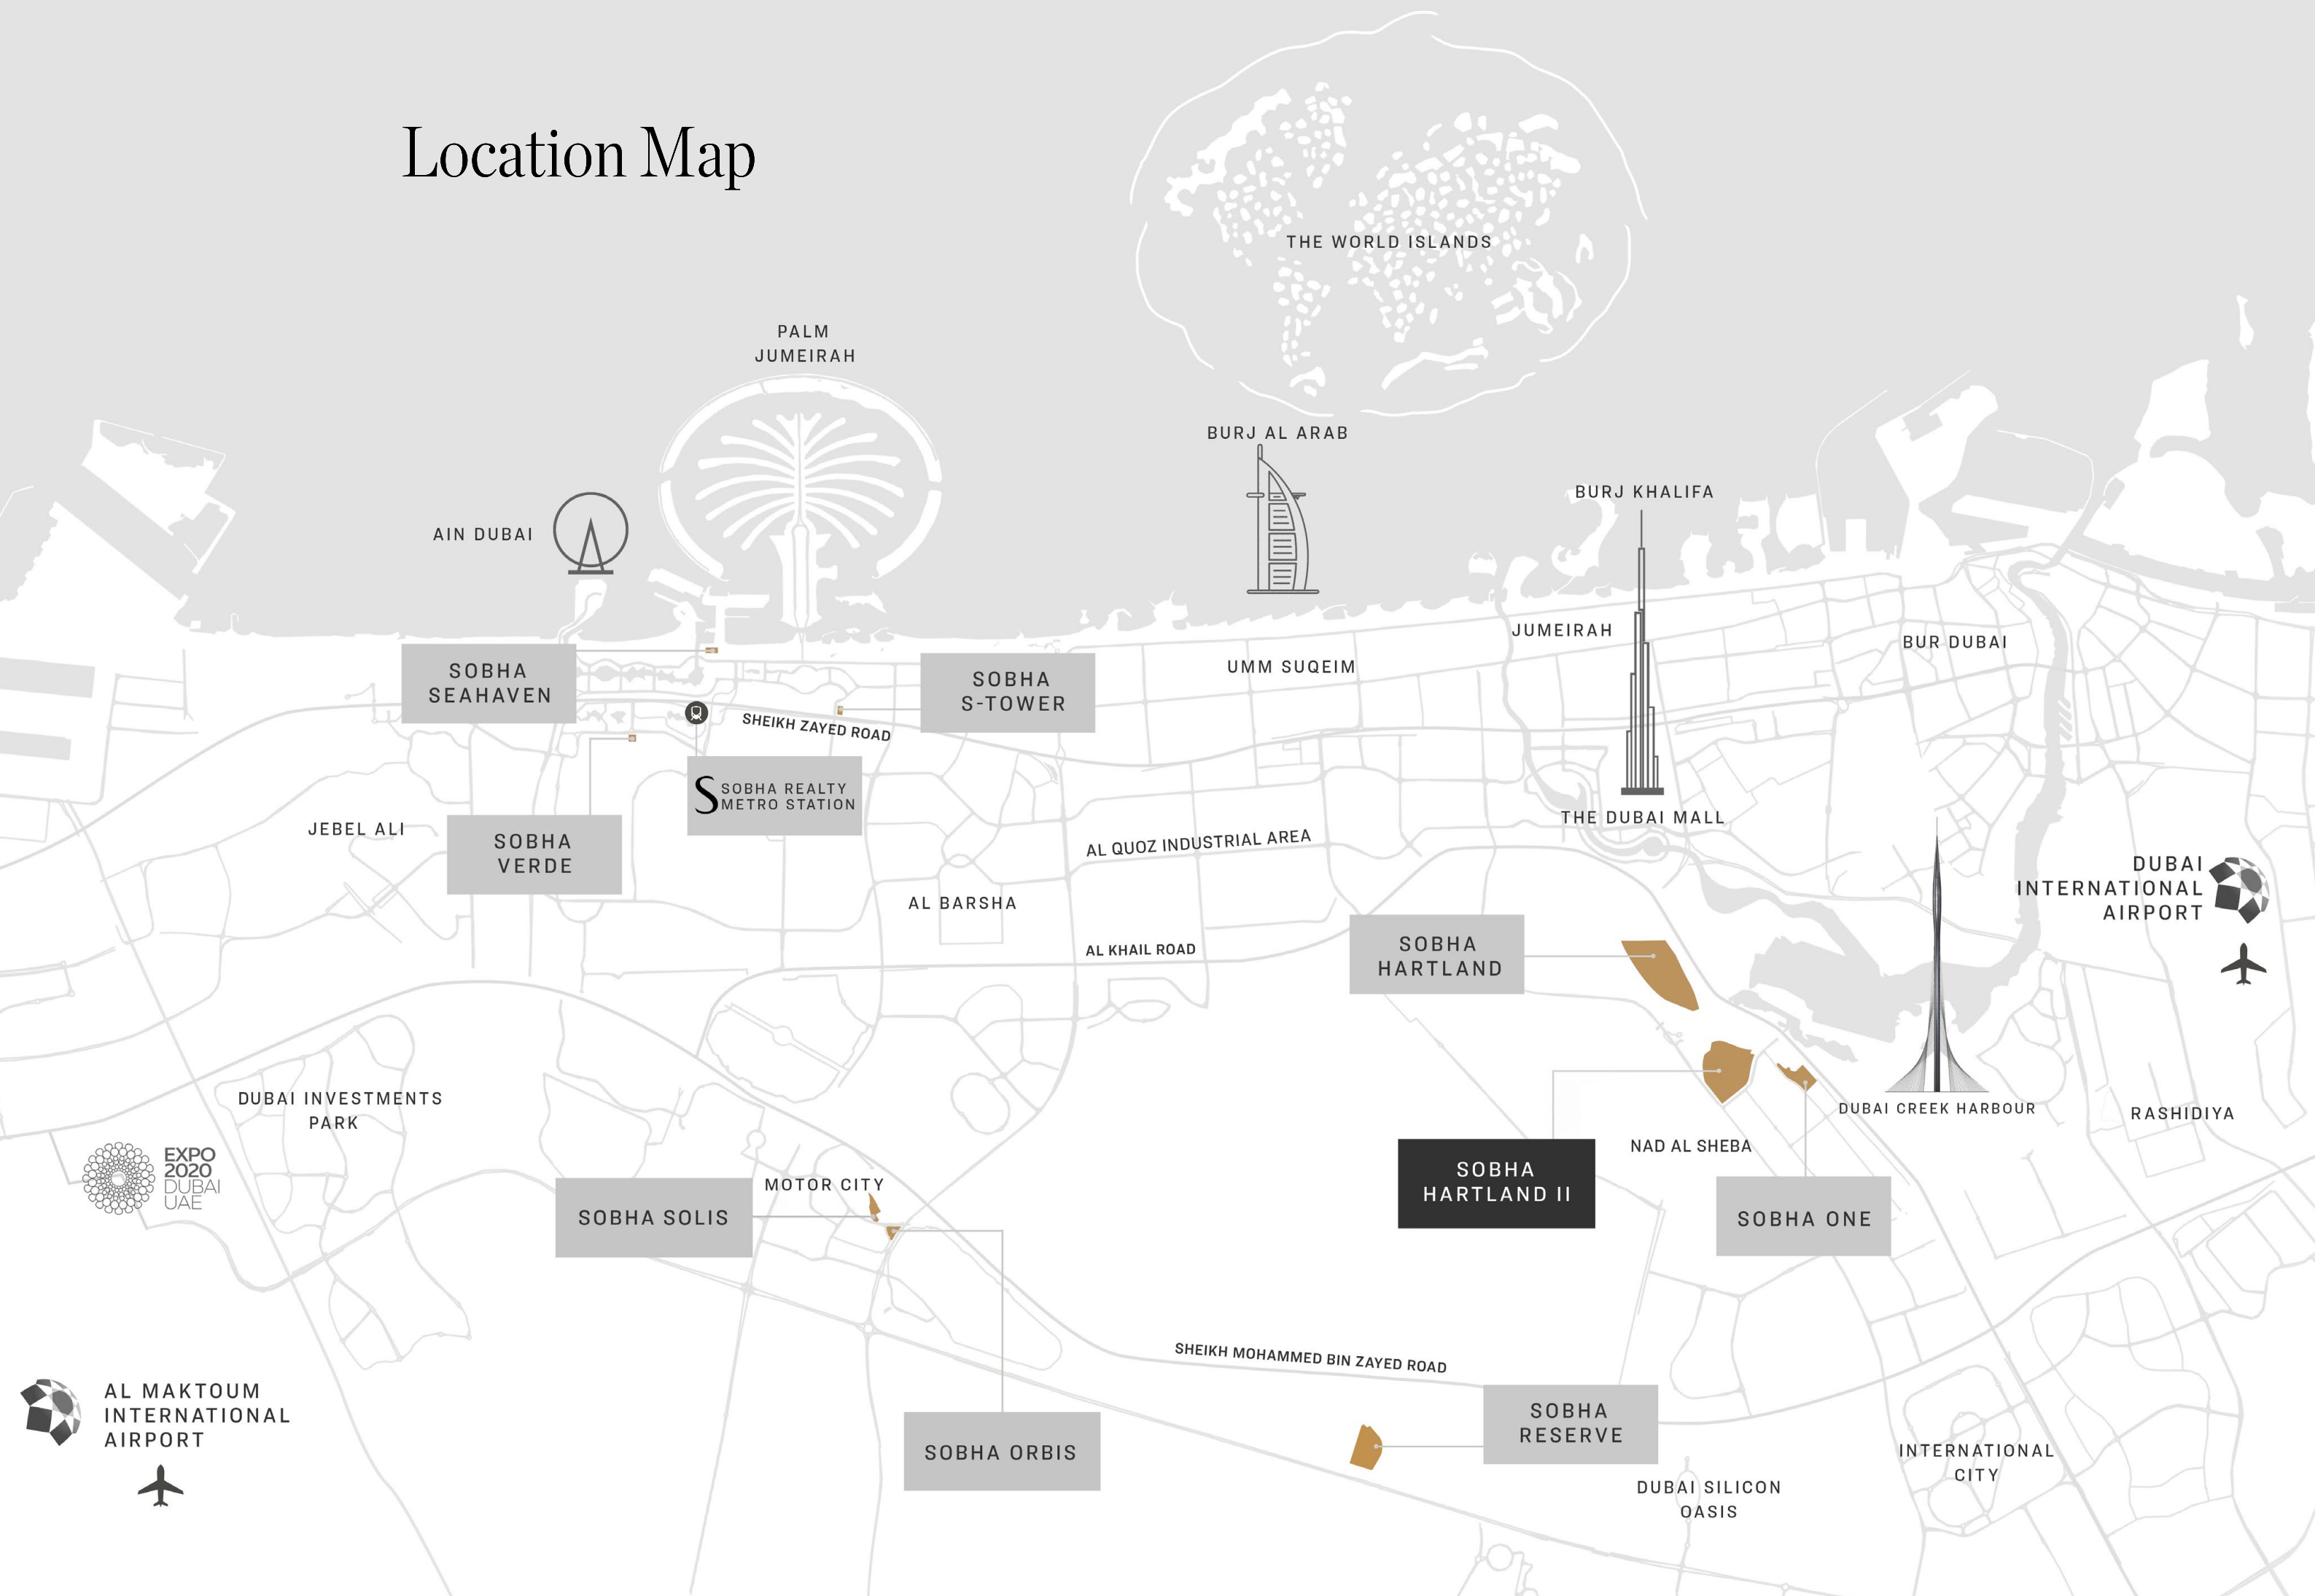 Location Map
THE WORLD ISLANDS
PALM
JUMEIRAH
BURJ AL ARAB
BURJ KHALIFA
AIN DUBAI
JUMEIRAH
BUR DUBAI
UMM SUQEIM
SOBHA
SEAHAVEN
SOBHA
S-TOWER
SHEIKH ZAYED ROAD
S SOBHA REALTY
METRO STATION
THE DUBAI MALL
JEBEL ALI
SOBHA
VERDE
AL QUOZ INDUSTRIAL AREA
DUBAI
INTERNATIONAL
AIRPORT
AL BARSHA
AL KHAIL ROAD
SOBHA
HARTLAND
DUBAI INVESTMENTS
PARK
DUBAI CREEK HARBOUR
RASHIDIYA
NAD AL SHEBA
EXPO
2020
DUBAI
UAE
SOBHA
HARTLAND II
MOTOR CITY
SOBHA SOLIS
SOBHA ONE
SHEIKH MOHAMMED BIN ZAYED ROAD
AL MAKTOUM
INTERNATIONAL
AIRPORT
SOBHA ORBIS
SOBHA
RESERVE
INTERNATIONAL
CITY
DUBAI SILICON
OASIS